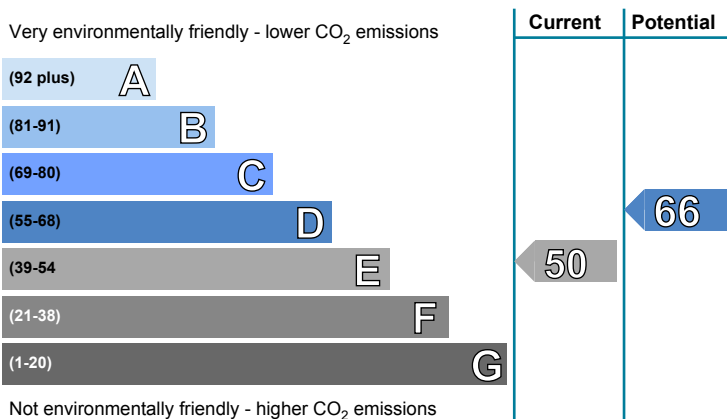 Current Potential
Very environmentally friendly - lower CO2 emissions
(92 plus) A
(81-91) B
(69-80) C
(55-68) D
66
(39-54 E
50
(21-38) F
(1-20) G
Not environmentally friendly - higher CO2 emissions